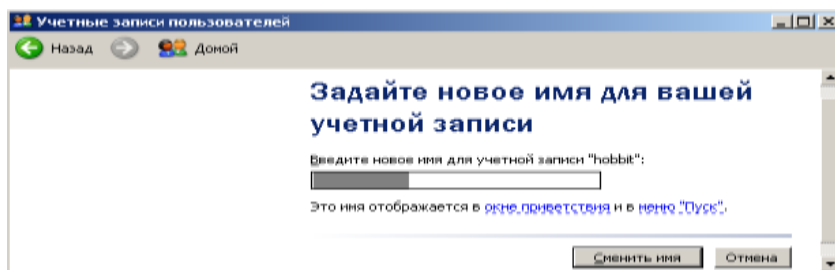 Учетные записи пользователей
Назад Домой
Задайте новое имя для вашей
учетной записи
Введите новое имя для учетной записи "hobbit":
Это имя отображается в окне приветствия и в меню "Пуск".
Сменить имя Отмена